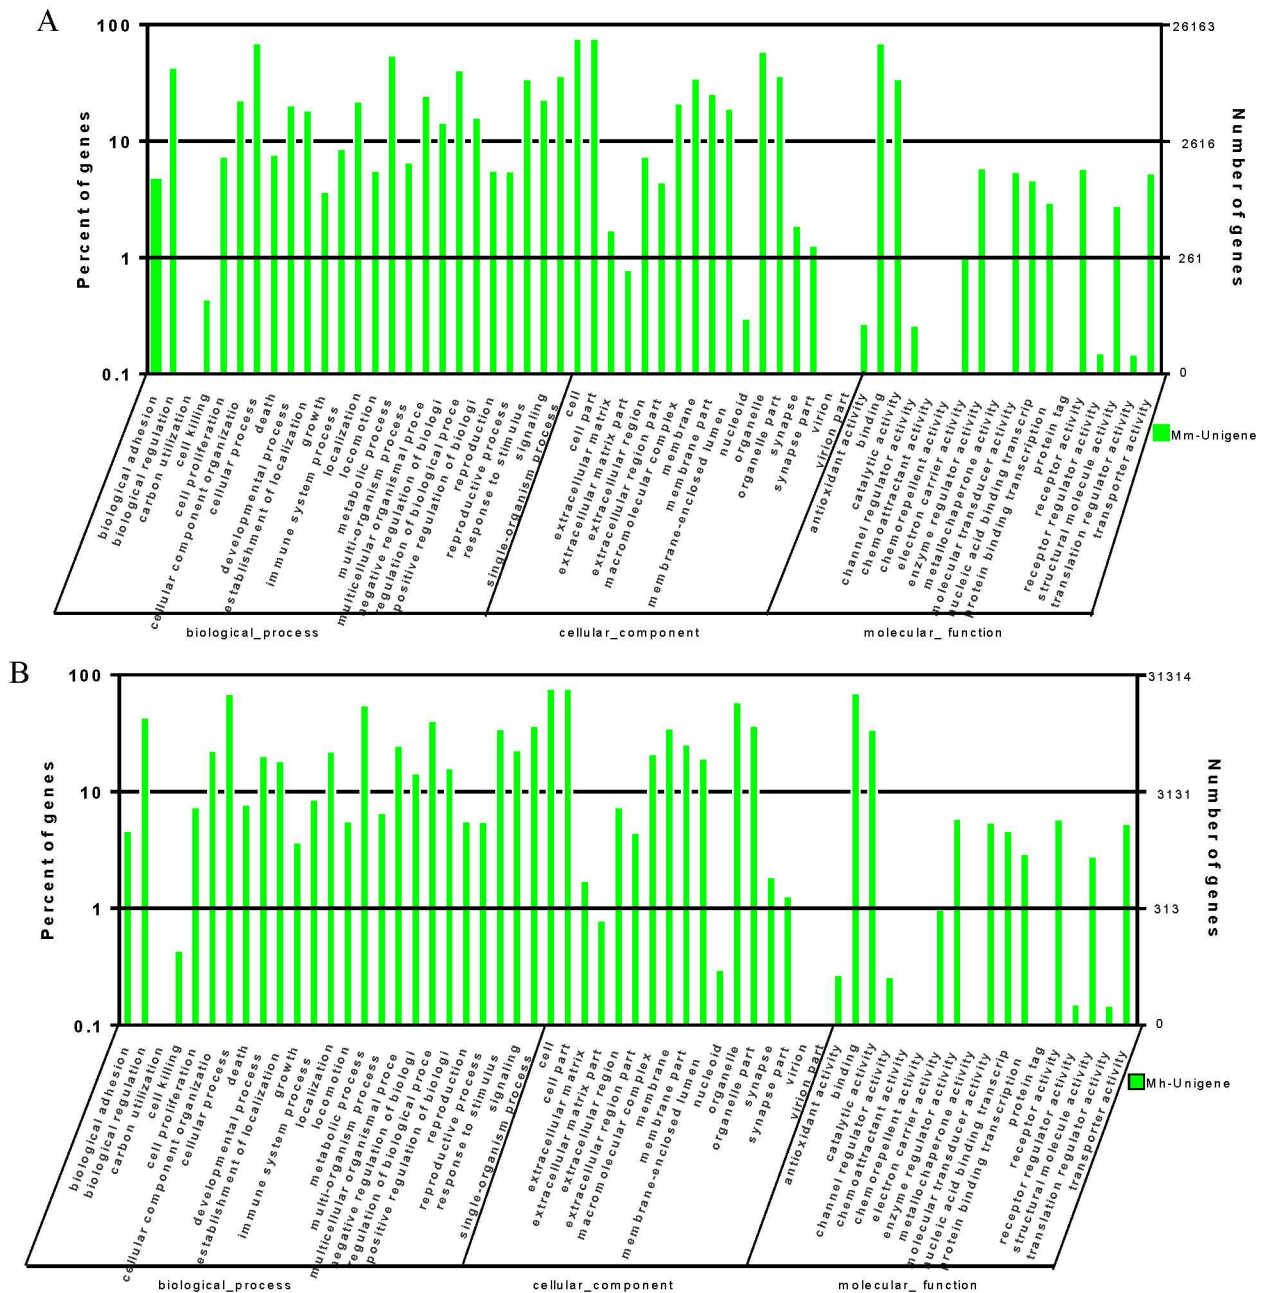 A
100
10
1
0.1
Percent of genes
26163
2616
261
0
Number of genes
Mm-Unigene
biological adhesion
biological regulation
carbon utilization
cell killing
cell proliferation
cellular component organizatio
cellular process
death
developmental process
establishment of localization
growth
immune system process
localization
locomotion
metabolic process
multi-organism process
multicellular organismal proce
negative regulation of biologi
regulation of biological proce
positive regulation of biologi
reproduction
reproductive process
response to stimulus
signaling
single-organism process
cell
cell part
extracellular matrix
extracellular matrix part
extracellular region
extracellular region part
macromolecular complex
membrane
membrane part
membrane-enclosed lumen
nucleoid
organelle
organelle part
synapse
synapse part
virion
virion part
antioxidant activity
binding
catalytic activity
channel regulator activity
chemoattractant activity
chemorepellent activity
electron carrier activity
enzyme regulator activity
metallochaperone activity
molecular transducer activity
nucleic acid binding transcrip
protein binding transcription
protein tag
receptor activity
receptor regulator activity
structural molecule activity
translation regulator activity
transporter activity
biological_process
cellular_component
molecular_ function
B
100
10
1
0.1
Percent of genes
31314
3131
313
0
Number of genes
Mh-Unigene
biological adhesion
biological regulation
carbon utilization
cell killing
cell proliferation
cellular component organizatio
cellular process
death
developmental process
establishment of localization
growth
immune system process
localization
locomotion
metabolic process
multi-organism process
multicellular organismal proce
negative regulation of biologi
regulation of biological proce
positive regulation of biologi
reproduction
reproductive process
response to stimulus
signaling
single-organism process
cell
cell part
extracellular matrix
extracellular matrix part
extracellular region
extracellular region part
macromolecular complex
membrane
membrane part
membrane-enclosed lumen
nucleoid
organelle
organelle part
synapse
synapse part
virion
virion part
antioxidant activity
binding
catalytic activity
channel regulator activity
chemoattractant activity
chemorepellent activity
electron carrier activity
enzyme regulator activity
metallochaperone activity
molecular transducer activity
nucleic acid binding transcrip
protein binding transcription
protein tag
receptor activity
receptor regulator activity
structural molecule activity
translation regulator activity
transporter activity
biological_process
cellular_component
molecular_ function